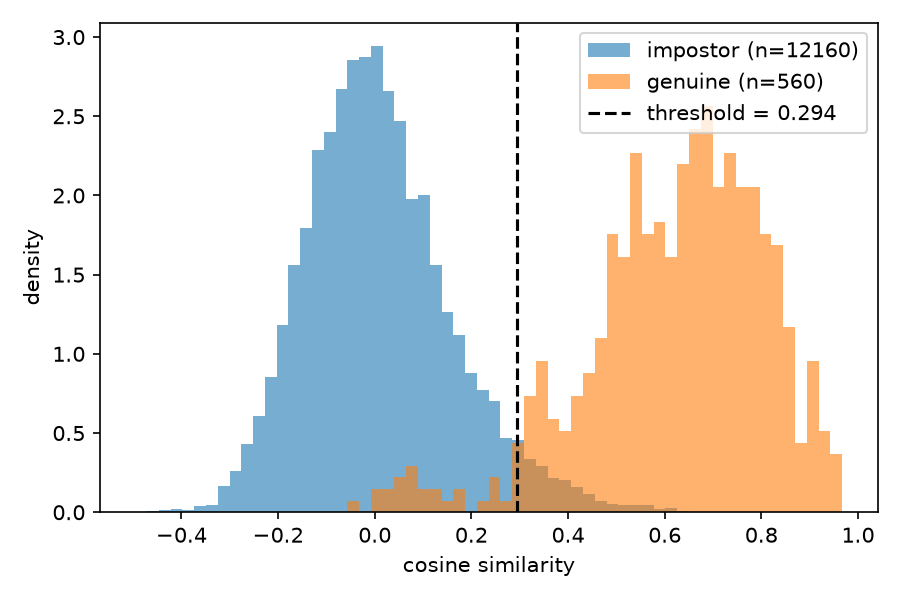 impostor (n=12160)
genuine (n=560)
threshold = 0.294
density
3.0
2.5
2.0
1.5
1.0
0.5
0.0
−0.4 −0.2 0.0 0.2 0.4 0.6 0.8 1.0
cosine similarity